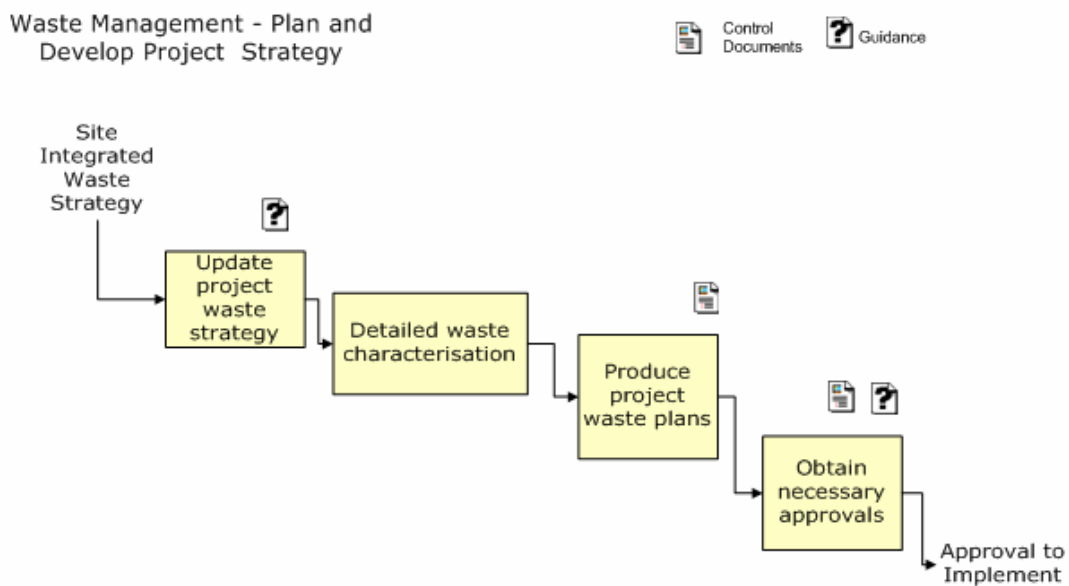 Waste Management - Plan and
Develop Project Strategy
Control
Documents
Guidance
Site
Integrated
Waste
Strategy
Update
project
waste
strategy
Detailed waste
characterisation
Produce
project
waste plans
Obtain
necessary
approvals
Approval to
Implement